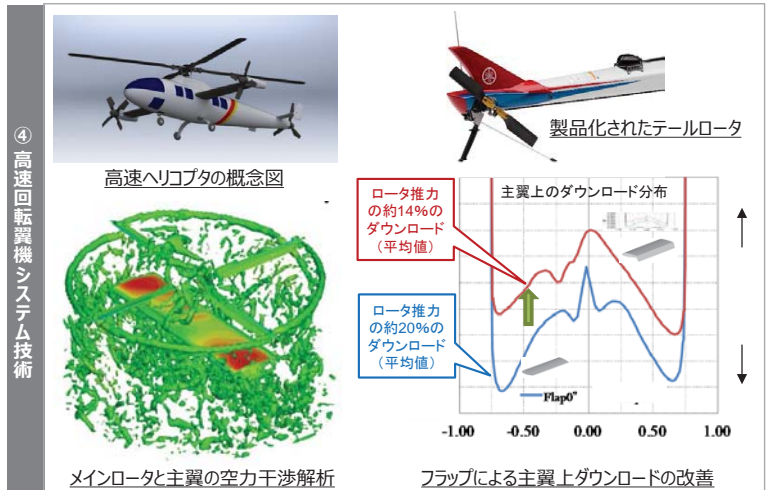 ④高速回転翼機システム技術
高速ヘリコプタの概念図
製品化されたテールロータ
主翼上のダウンロード分布
ロータ推力
の約14%の
ダウンロード
(平均値)
ロータ推力
の約20%の
ダウンロード
(平均値)
Flap0°
-1.00 -0.50 0.00 0.50 1.00
メインロータと主翼の空力干渉解析
フラップによる主翼上ダウンロードの改善